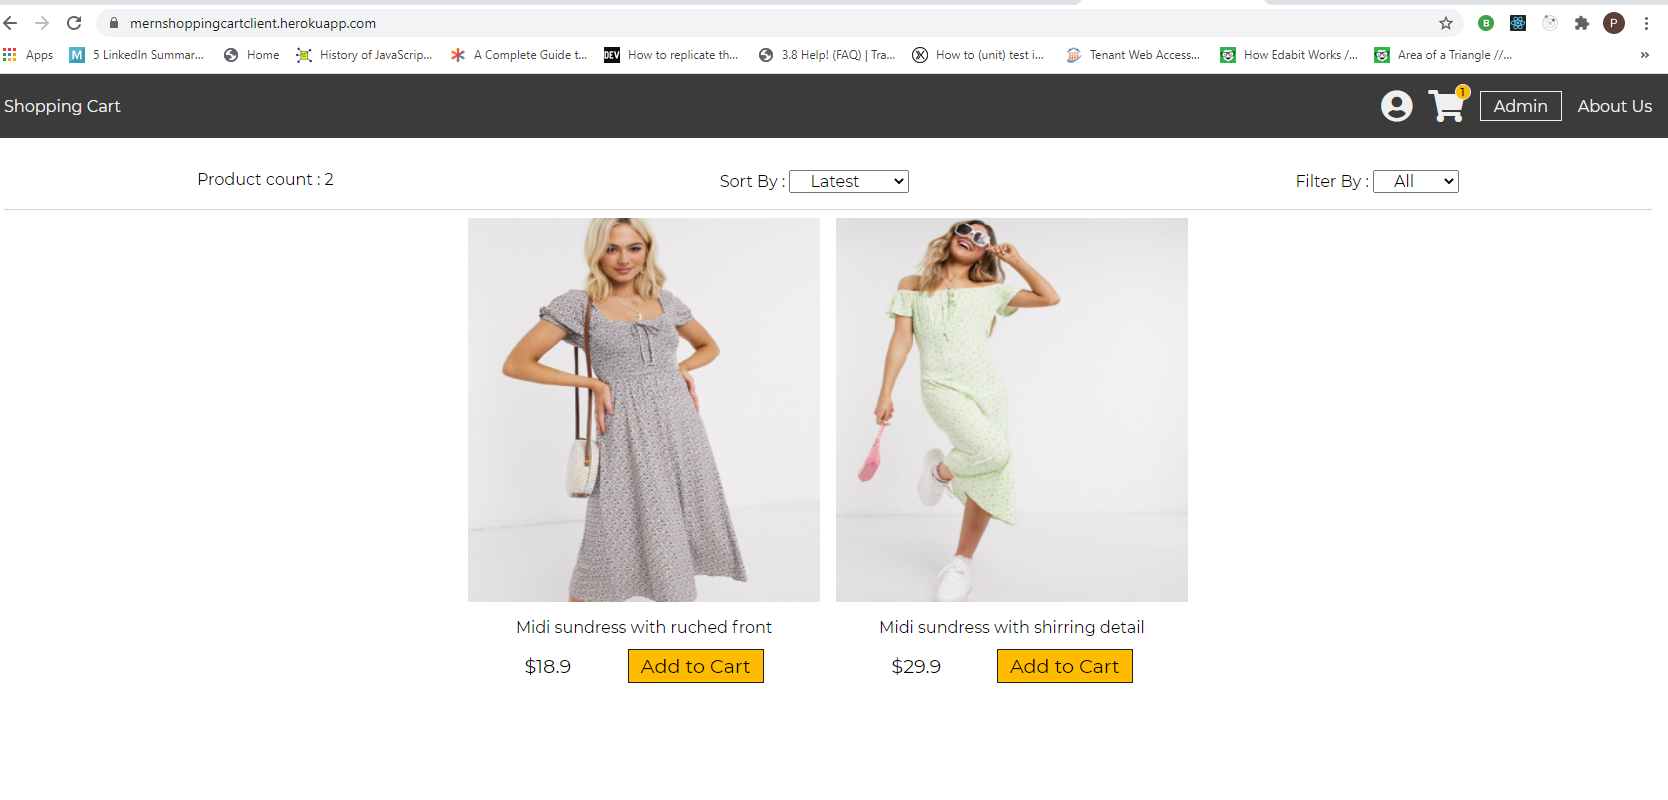 mernshoppingcartclient.herokuapp.com
B
P
Apps
M 5 LinkedIn Summar...
Home
History of JavaScrip...
A Complete Guide t...
DEV How to replicate th...
3.8 Help! (FAQ) | Tra...
How to (unit) test i...
Tenant Web Access...
How Edabit Works /...
Area of a Triangle //...
»
Shopping Cart
1
Admin
About Us
Product count : 2
Sort By : Latest
Filter By : All
Midi sundress with ruched front
$18.9
Add to Cart
Midi sundress with shirring detail
$29.9
Add to Cart